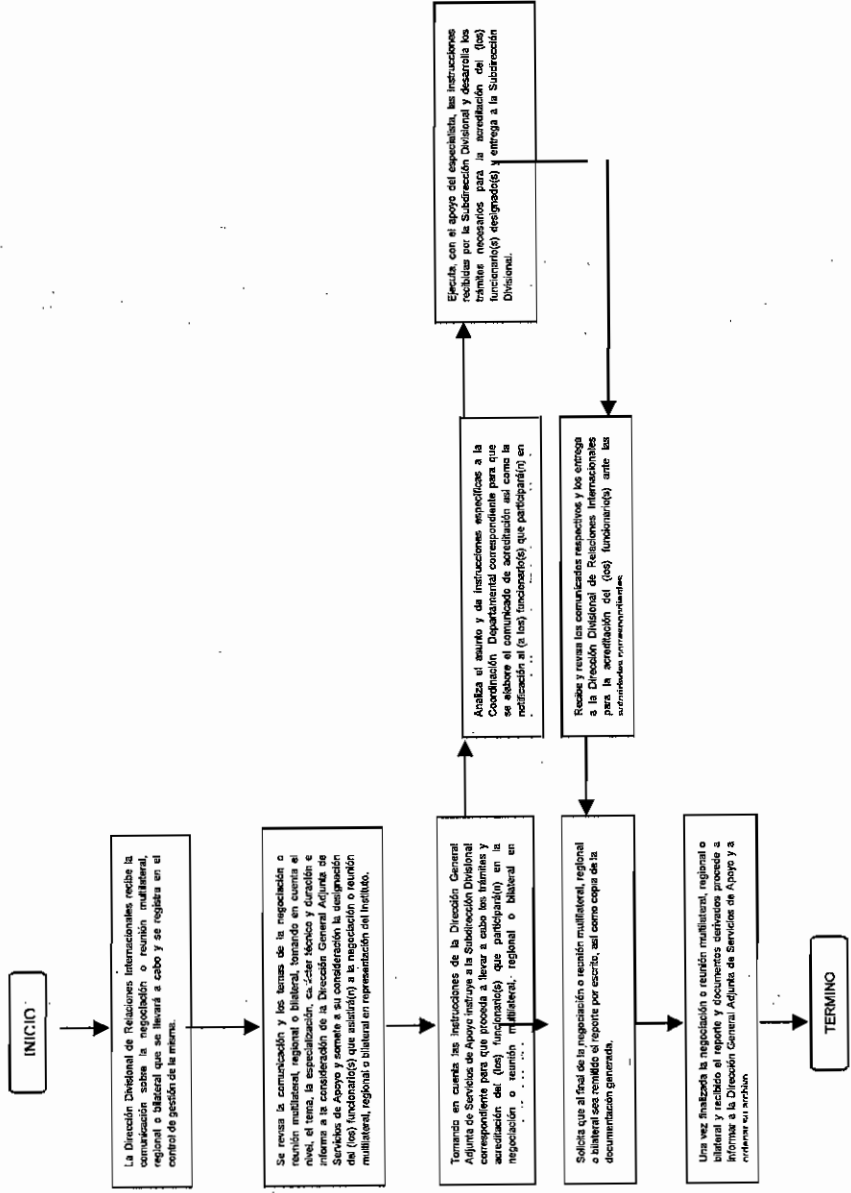 INICIO
La Dirección Divisional de Relaciones Internacionales recibe la
comunicación sobre la negociación o reunión multilateral,
regional o bilateral que se llevará a cabo y se registra en el
control de gestión de la misma.
Se revisa la comunicación y los temas de la negociación o
reunión multilateral, regional o bilateral, tomando en cuenta el
nivel, el tema, la especialización, carácter técnico y duración e
informa a la consideración de la Dirección General Adjunta de
Servicios de Apoyo y somete a su consideración la designación
del (los) funcionario(s) que asistirá(n) a la negociación o reunión
multilateral, regional o bilateral en representación del Instituto.
Tomando en cuenta las instrucciones de la Dirección General
Adjunta de Servicios de Apoyo instruye a la Subdirección Divisional
correspondiente para que proceda a llevar a cabo los trámites y
acreditación del (los) funcionario(s) que participará(n) en la
negociación o reunión multilateral, regional o bilateral en
Analiza el asunto y da instrucciones específicas a la
Coordinación Departamental correspondiente para que
se elabore el comunicado de acreditación así como la
notificación al (a los) funcionario(s) que participará(n) en
Ejecuta, con el apoyo del especialista, las instrucciones
recibidas por la Subdirección Divisional y desarrolla los
trámites necesarios para la acreditación del (los)
funcionario(s) designado(s) y entrega a la Subdirección
Divisional.
Recibe y revisa los comunicados respectivos y los entrega
a la Dirección Divisional de Relaciones Internacionales
para la acreditación del (los) funcionario(s) ante las
autoridades correspondientes
Solicita que al final de la negociación o reunión multilateral, regional
o bilateral sea remitido el reporte por escrito, así como copia de la
documentación generada.
Una vez finalizada la negociación o reunión multilateral, regional o
bilateral y recibido el reporte y documentos derivados procede a
informar a la Dirección General Adjunta de Servicios de Apoyo y a
ordenar su archivo
TERMINO